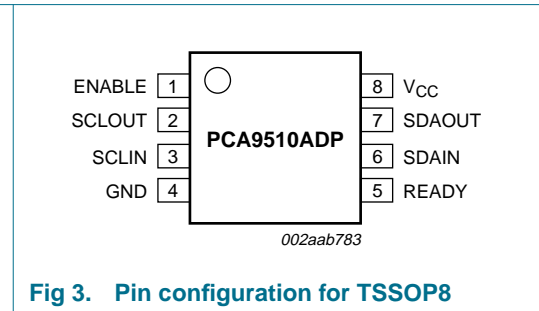 ENABLE 1 8 VCC
SCLOUT 2 7 SDAOUT
PCA9510ADP
SCLIN 3 6 SDAIN
GND 4 5 READY
002aab783
Fig 3. Pin configuration for TSSOP8